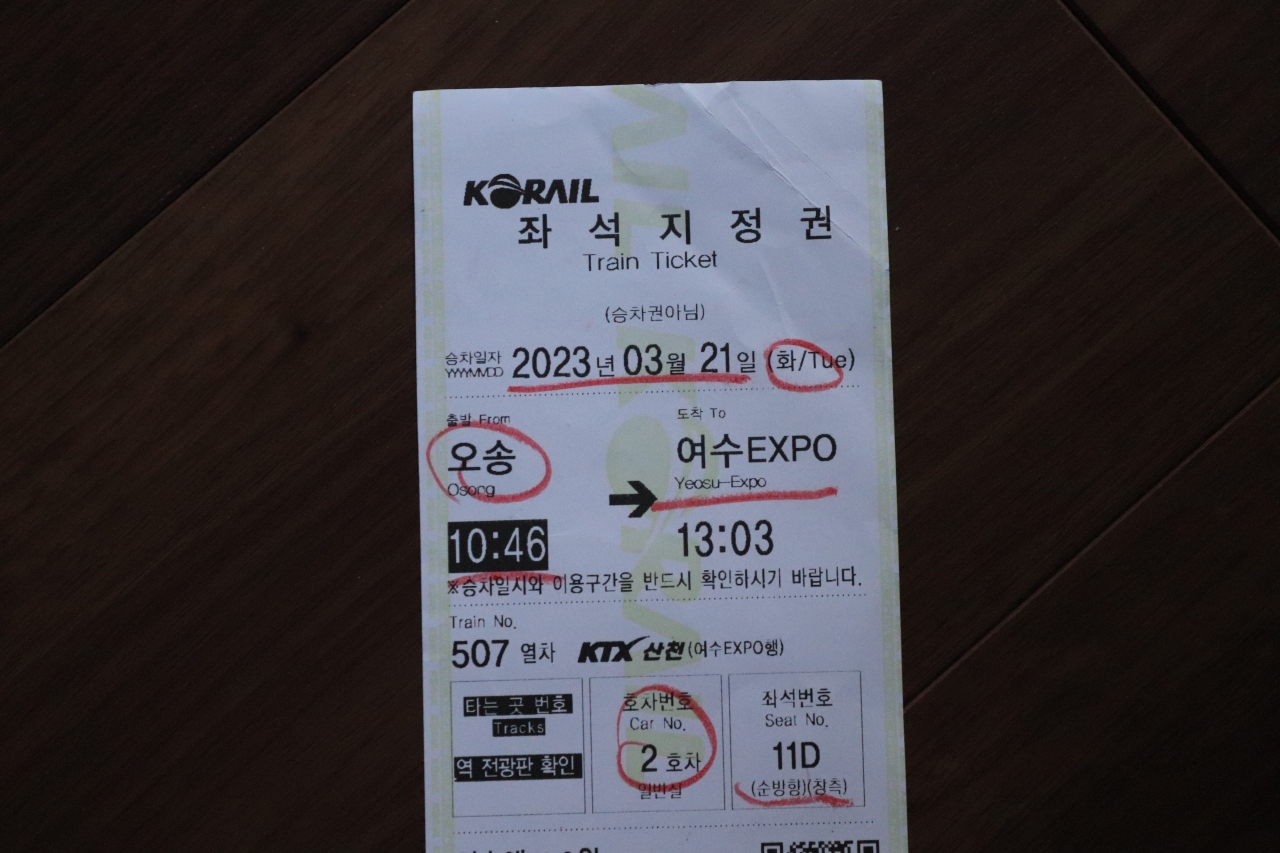 KORAIL
좌석지정권
Train Ticket
(승차권아님)
승차일자 2023년 03월 21일 (화/Tue)
YYYYMMDD
출발 From 도착 To
오송 여수EXPO
Osong Yeosu-Expo
10:46 13:03
※승차일시와 이용구간을 반드시 확인하시기 바랍니다.
Train No.
507 열차 KTX 산천(여수EXPO행)
타는 곳 번호 호차번호 좌석번호
Tracks Car No. Seat No.
역 전광판 확인 2 호차 11D
일반실 (순방향)(창측)